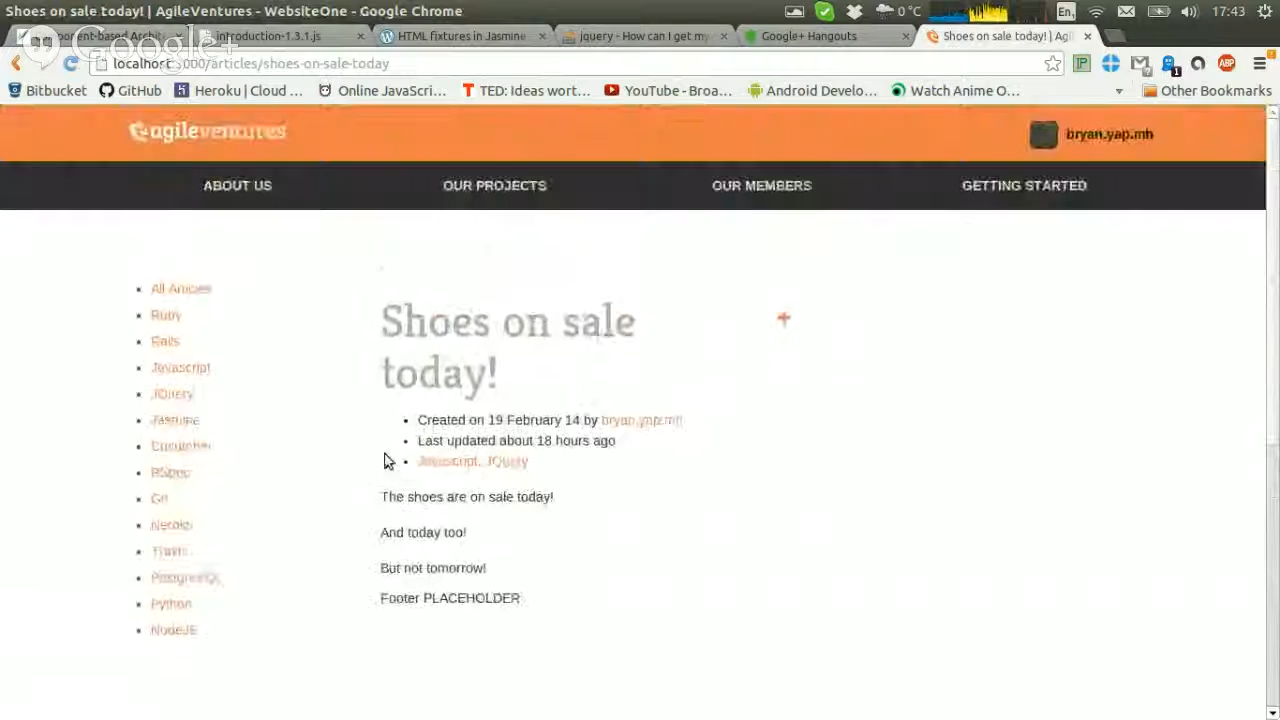 Shoes on sale today! | AgileVentures - WebsiteOne - Google Chrome
0 °C
En
17:43
introduction-1.3.1.js
HTML fixtures in Jasmine
jquery - How can I get my
Google+ Hangouts
Shoes on sale today! | Agil
Google+
localhost:3000/articles/shoes-on-sale-today
Bitbucket
GitHub
Heroku | Cloud ...
Online JavaScri...
TED: Ideas wort...
YouTube - Broa...
Android Develo...
Watch Anime O...
Other Bookmarks
agileventures
bryan.yap.mh
ABOUT US
OUR PROJECTS
OUR MEMBERS
GETTING STARTED
All Articles
Ruby
Rails
Javascript
JQuery
Jasmine
Cucumber
RSpec
Git
Heroku
Travis
PostgreSQL
Python
NodeJS
Shoes on sale
today!
+
Created on 19 February 14 by bryan.yap.mh
Last updated about 18 hours ago
Javascript, JQuery
The shoes are on sale today!
And today too!
But not tomorrow!
Footer PLACEHOLDER